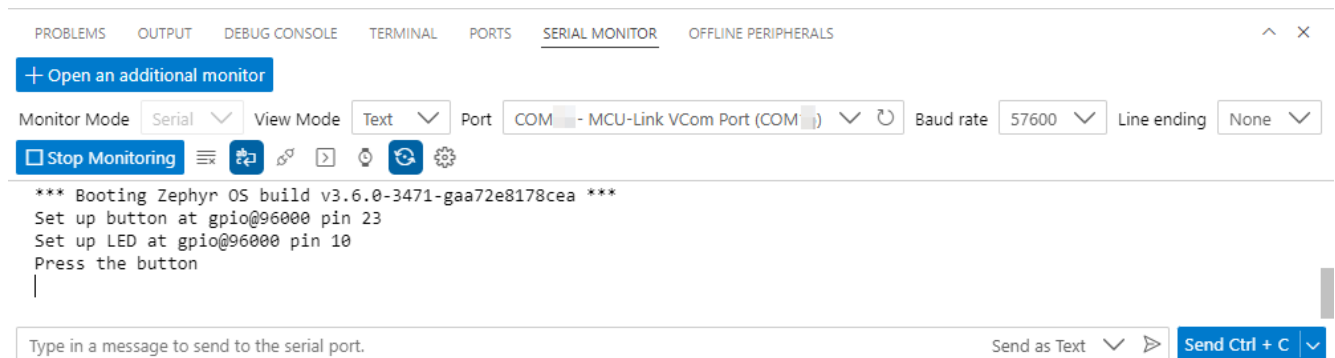 PROBLEMS OUTPUT DEBUG CONSOLE TERMINAL PORTS SERIAL MONITOR OFFLINE PERIPHERALS
+ Open an additional monitor
Monitor Mode Serial View Mode Text Port COM - MCU-Link VCom Port (COM ) Baud rate 57600 Line ending None
Stop Monitoring
*** Booting Zephyr OS build v3.6.0-3471-gaa72e8178cea ***
Set up button at gpio@96000 pin 23
Set up LED at gpio@96000 pin 10
Press the button
Type in a message to send to the serial port. Send as Text Send Ctrl + C